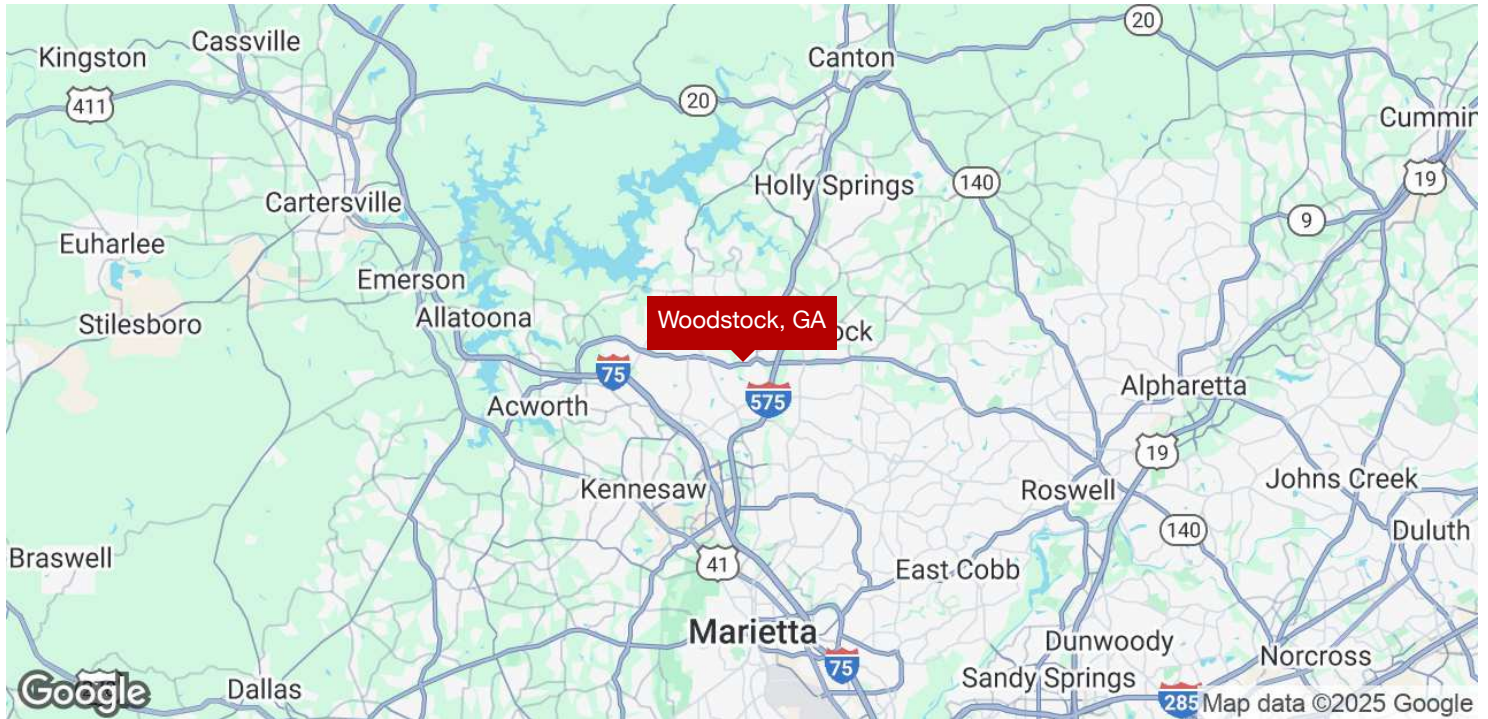 20
Cassville
Kingston
Canton
411
20
Cummin
Holly Springs
140
19
Cartersville
9
Euharlee
Emerson
Allatoona
Stilesboro
Woodstock, GA
ock
75
Alpharetta
575
Acworth
19
Kennesaw
Roswell
Johns Creek
140
Duluth
Braswell
41
East Cobb
Marietta
Dunwoody
75
Norcross
Sandy Springs
Dallas
Google
285
Map data ©2025 Google